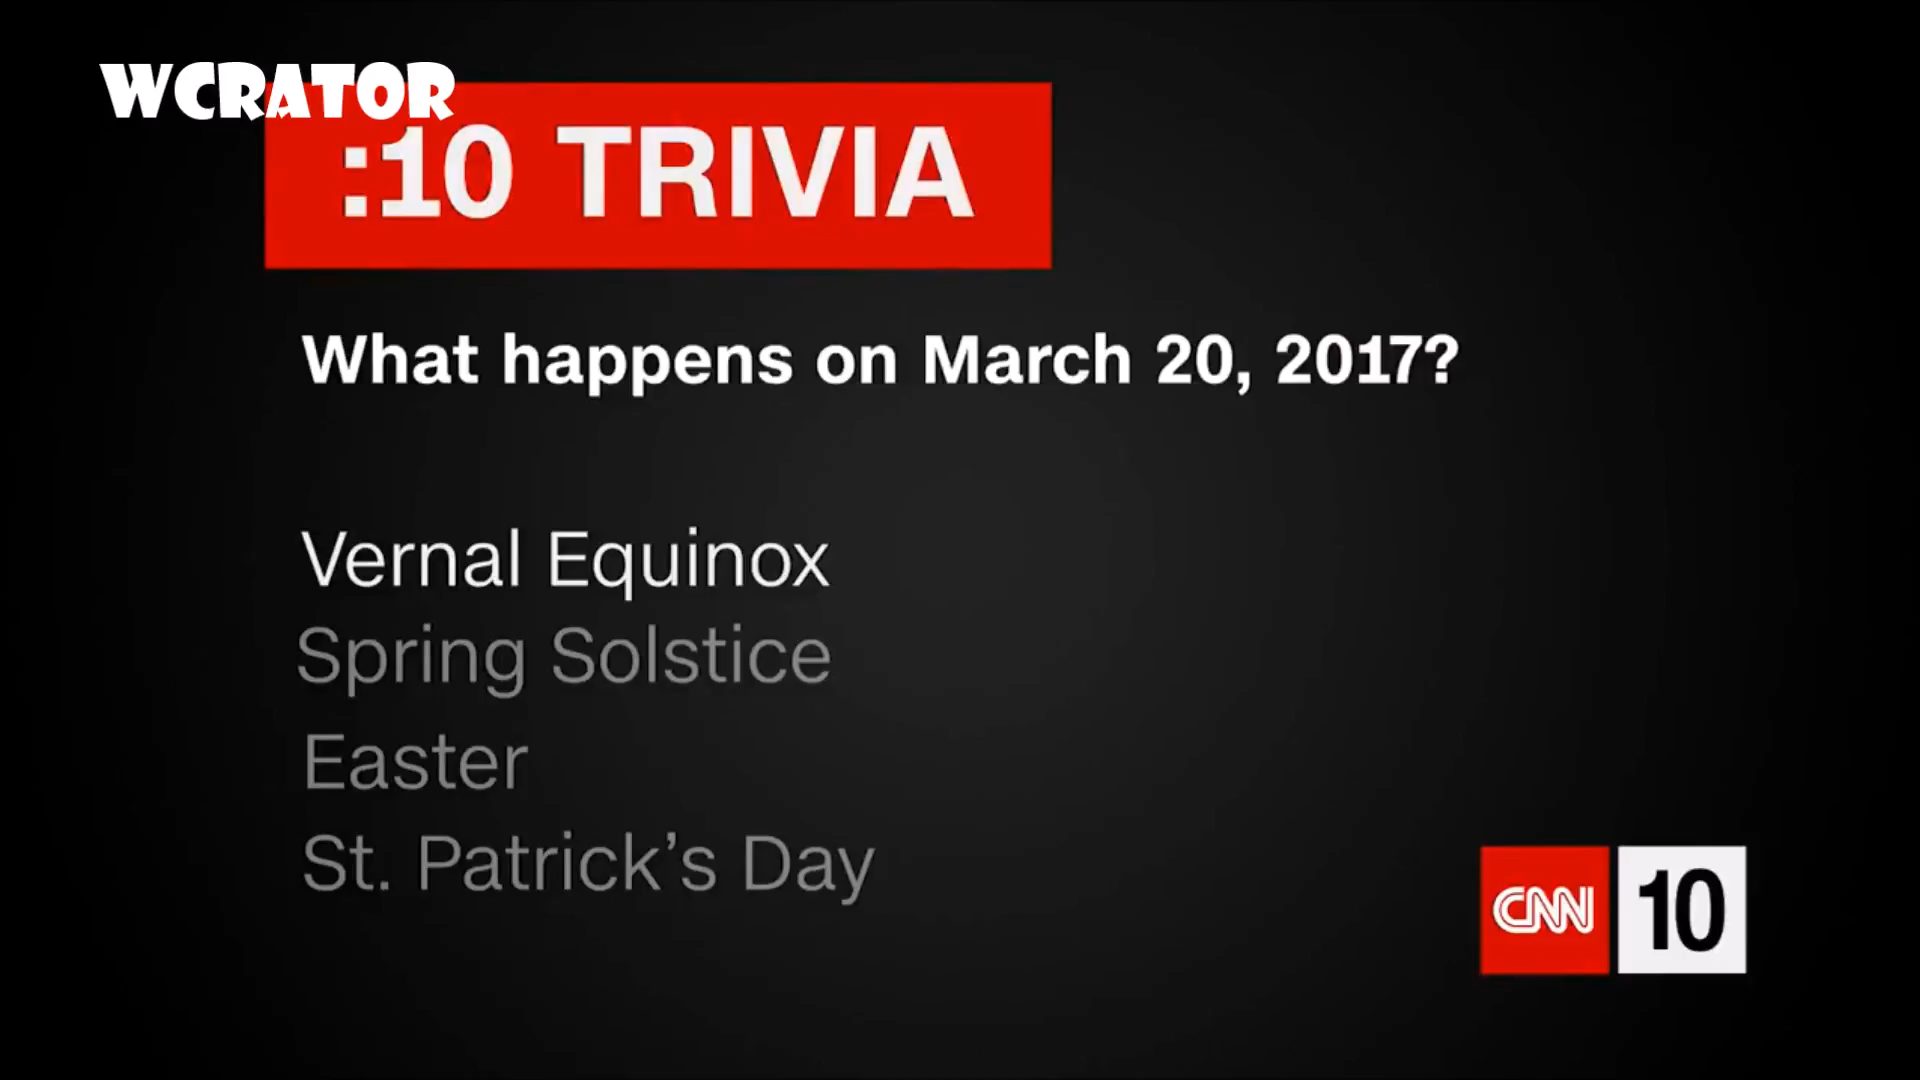 WCRATOR
:10 TRIVIA
What happens on March 20, 2017?
Vernal Equinox
Spring Solstice
Easter
St. Patrick’s Day
CNN 10